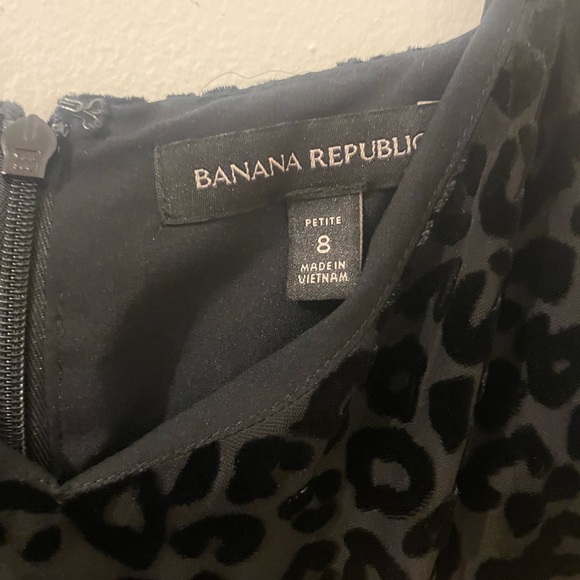 BANANA REPUBLIC
PETITE
8
MADE IN
VIETNAM